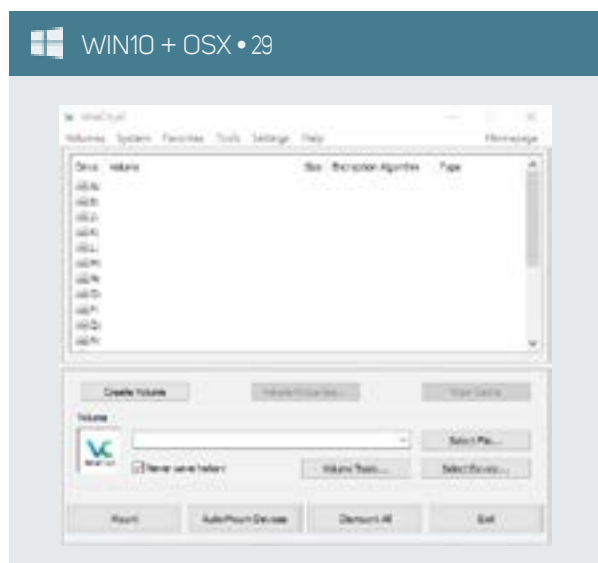 WIN10 + OSX • 29
VeraCrypt
Volumes System Favorites Tools Settings Help Homepage
Drive Volume Size Encryption Algorithm Type
Create Volume Volume Properties... Wipe Cache
Volume
VC
Select File...
Never save history Volume Tools... Select Device...
Mount Auto-Mount Devices Dismount All Exit